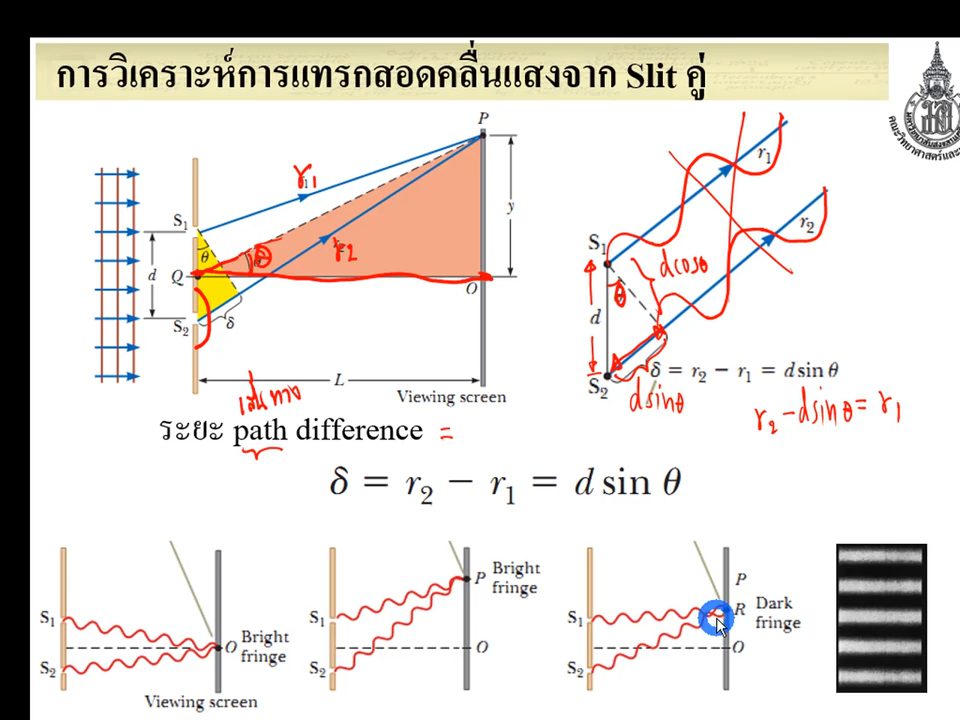 การวิเคราะห์การแทรกสอดคลื่นแสงจาก Slit คู่
P
r1
S1
θ
θ
r2
y
d
Q
O
S2
δ
L
Viewing screen
r1
r2
S1
θ
d cosθ
d
S2
δ = r2 − r1 = d sin θ
d sinθ
r2 - d sinθ = r1
เส้นทาง
ระยะ path difference =
δ = r2 − r1 = d sin θ
S1
S2
O Bright
fringe
Viewing screen
S1
S2
P Bright
fringe
O
S1
S2
P
R Dark
fringe
O